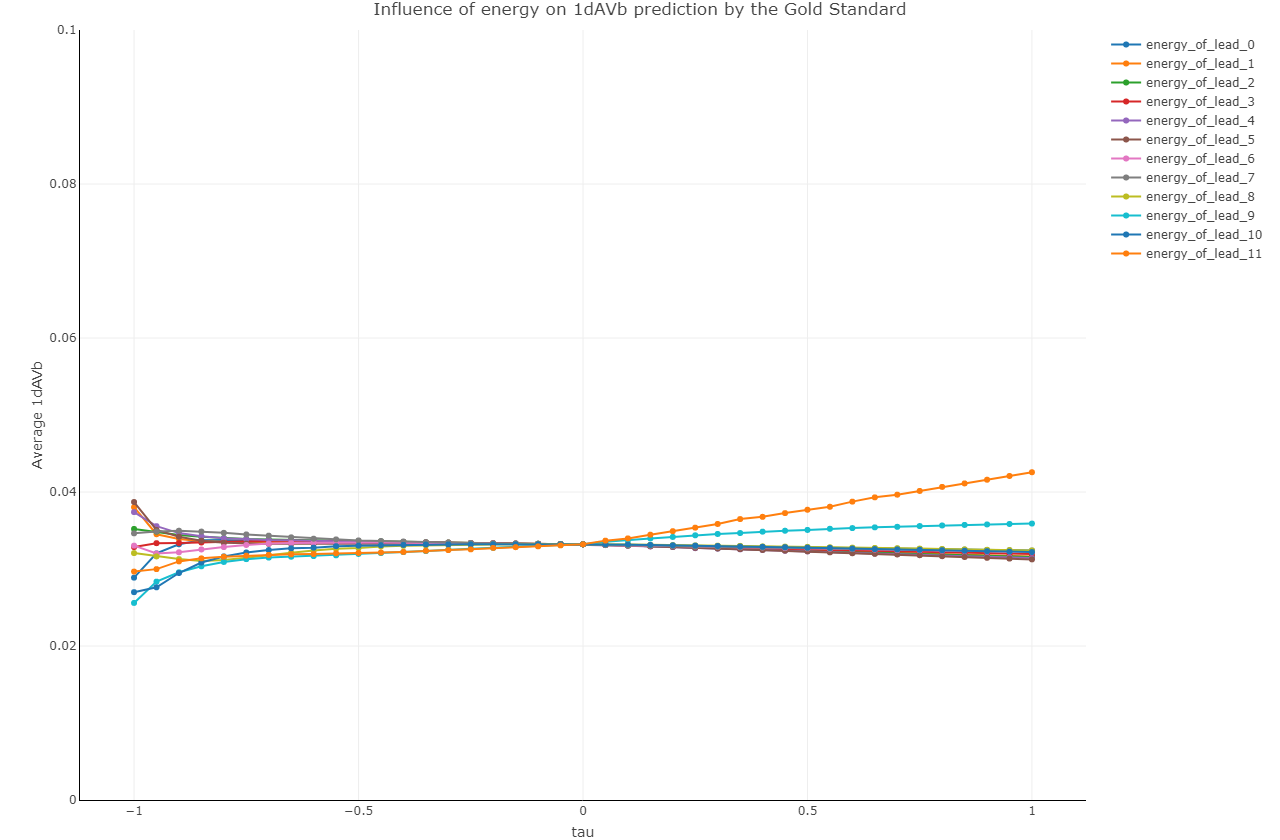 Influence of energy on 1dAVb prediction by the Gold Standard
0.1
0.08
0.06
0.04
0.02
0
Average 1dAVb
−1
−0.5
0
0.5
1
tau
energy_of_lead_0
energy_of_lead_1
energy_of_lead_2
energy_of_lead_3
energy_of_lead_4
energy_of_lead_5
energy_of_lead_6
energy_of_lead_7
energy_of_lead_8
energy_of_lead_9
energy_of_lead_10
energy_of_lead_11